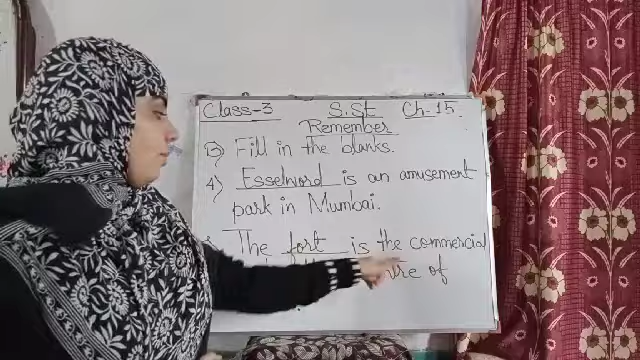 Class-3 S.St Ch-15.
Remember
B) Fill in the blanks.
4) Esselword is an amusement
park in Mumbai.
The fort is the commercial
of